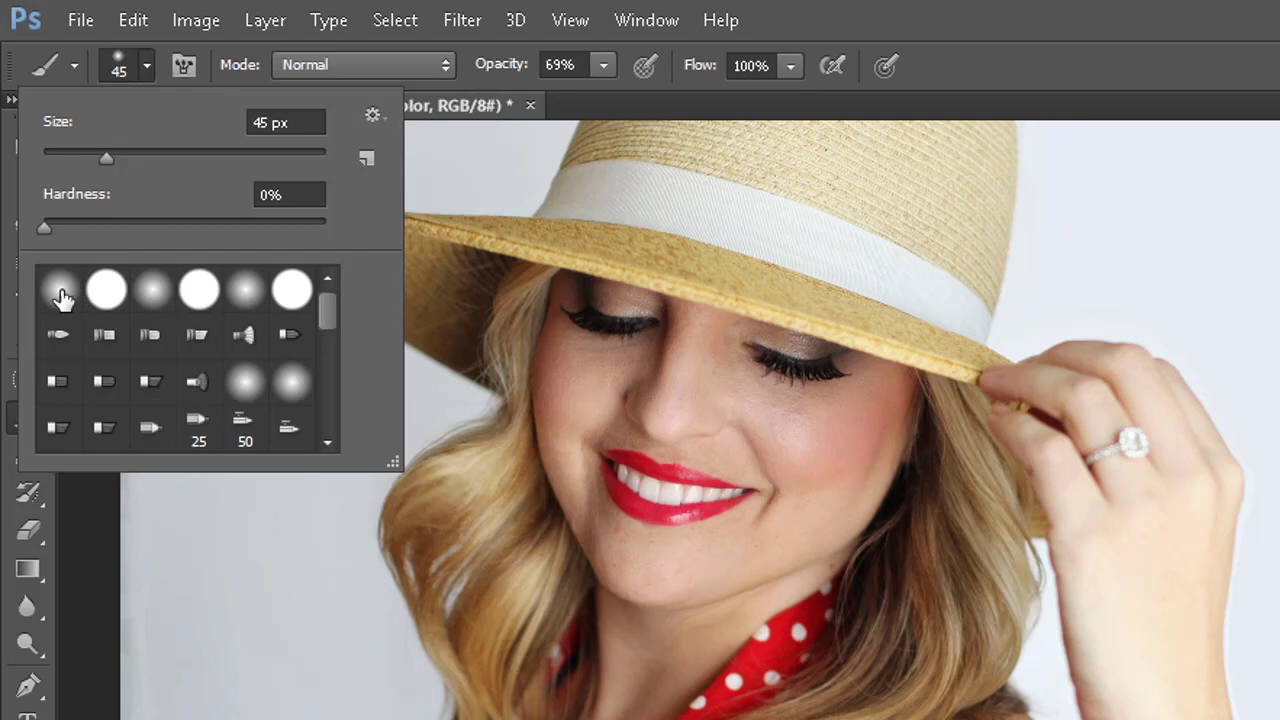 Ps File Edit Image Layer Type Select Filter 3D View Window Help
45 Mode: Normal Opacity: 69% Flow: 100%
olor, RGB/8#) * ×
Size: 45 px
Hardness: 0%
25 50